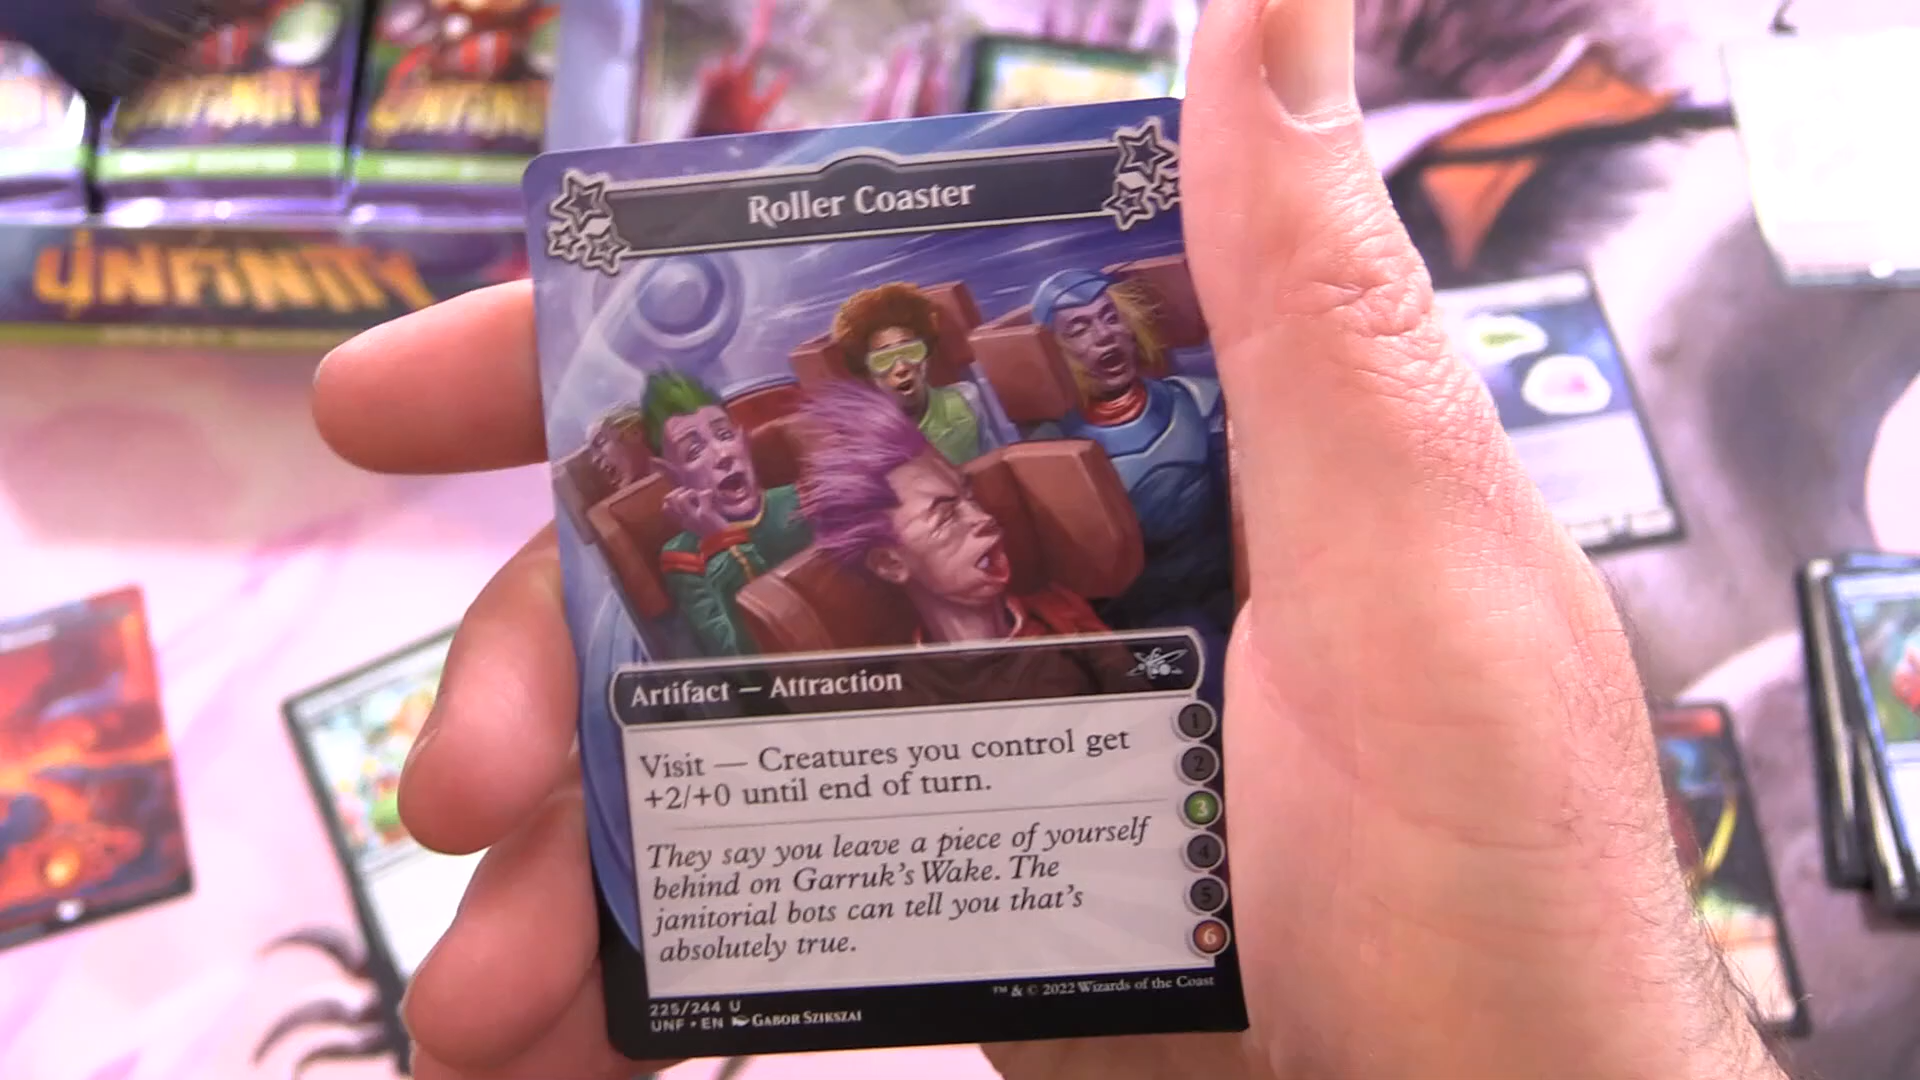 UNFINITY
UNFINITY
UNFINITY
Roller Coaster
Artifact — Attraction
Visit — Creatures you control get
+2/+0 until end of turn.
They say you leave a piece of yourself
behind on Garruk's Wake. The
janitorial bots can tell you that's
absolutely true.
1
2
3
4
5
6
225/244 U
UNF • EN GABOR SZIKSZAI
™ & © 2022 Wizards of the Coast